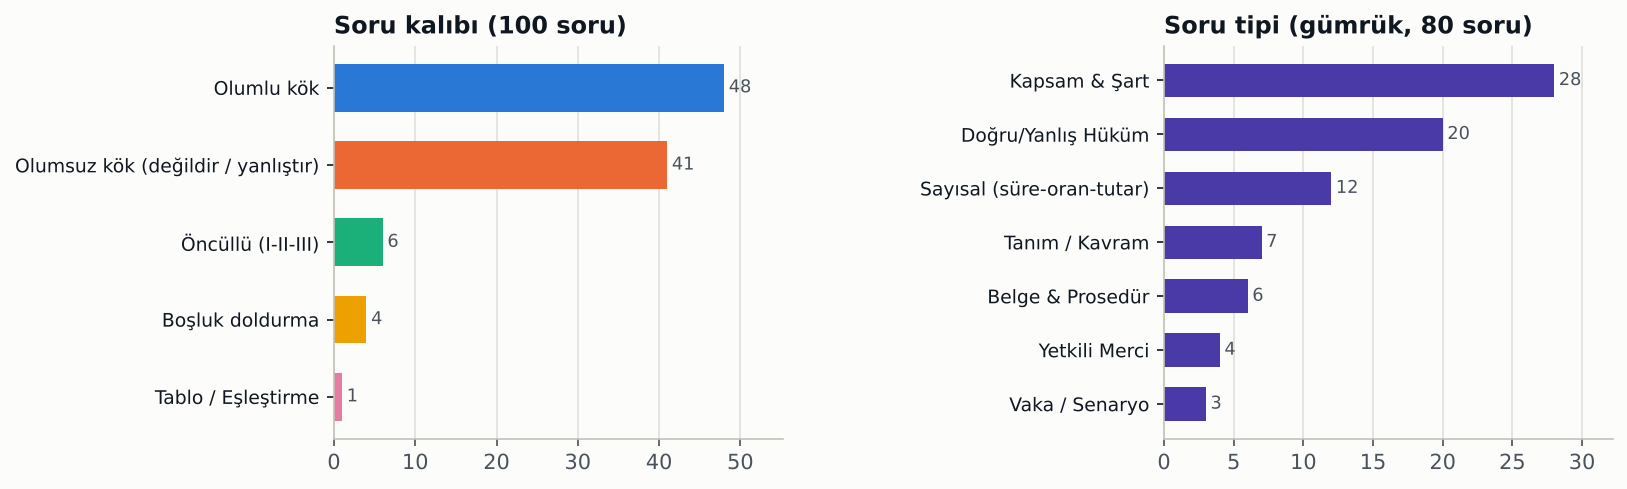 Soru kalıbı (100 soru)
Olumlu kök 48
Olumsuz kök (değildir / yanlıştır) 41
Öncüllü (I-II-III) 6
Boşluk doldurma 4
Tablo / Eşleştirme 1
0 10 20 30 40 50
Soru tipi (gümrük, 80 soru)
Kapsam & Şart 28
Doğru/Yanlış Hüküm 20
Sayısal (süre-oran-tutar) 12
Tanım / Kavram 7
Belge & Prosedür 6
Yetkili Merci 4
Vaka / Senaryo 3
0 5 10 15 20 25 30